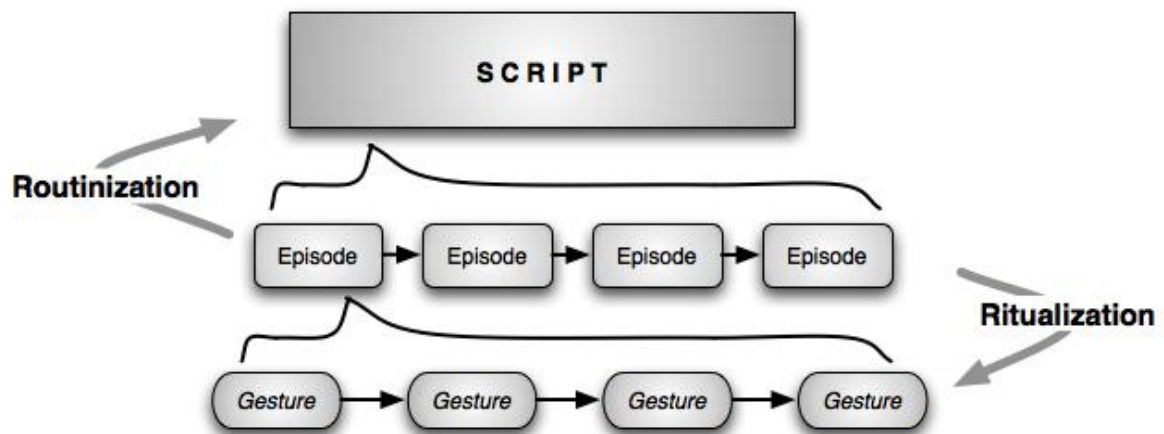 SCRIPT
Routinization
Episode Episode Episode Episode
Ritualization
Gesture Gesture Gesture Gesture